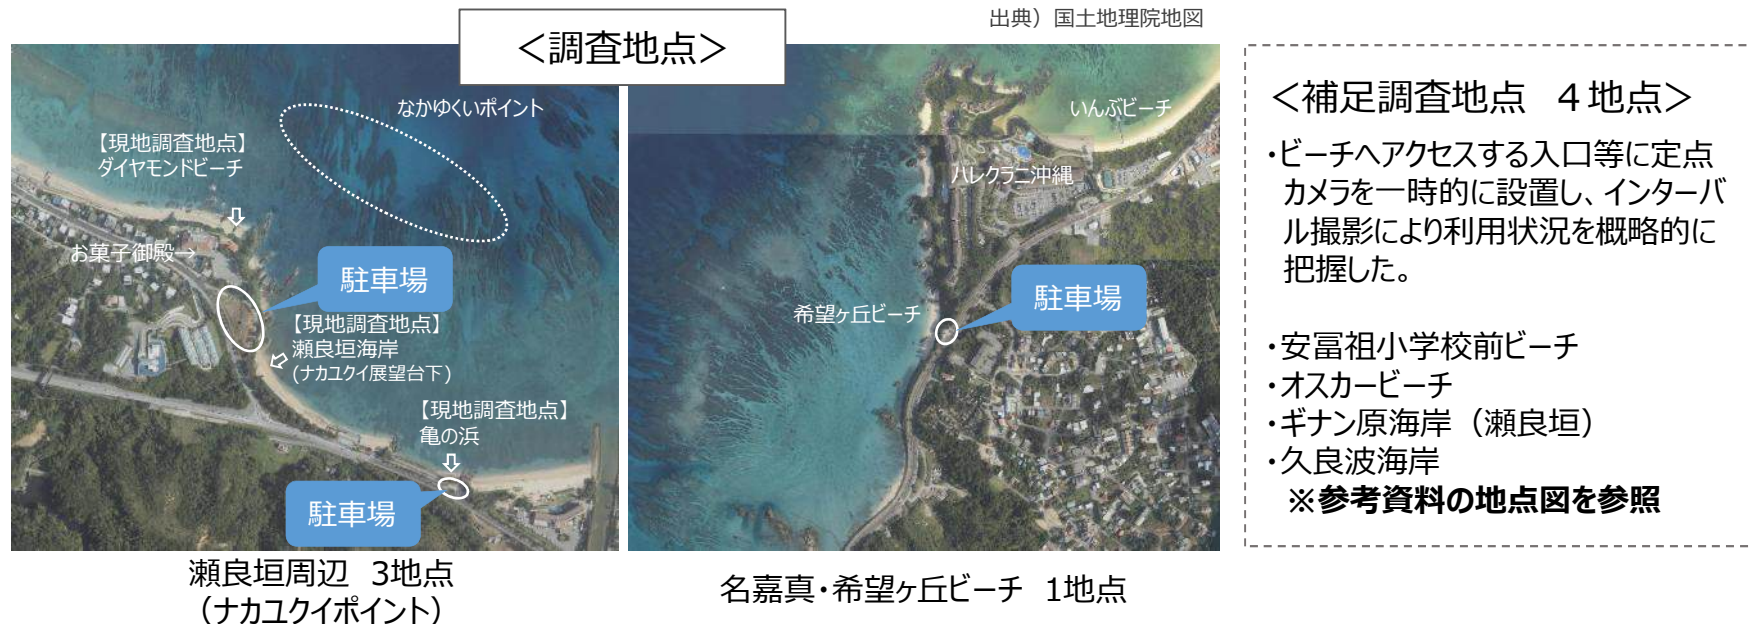 出典）国土地理院地図
＜調査地点＞
なかゆくいポイント
【現地調査地点】
ダイヤモンドビーチ
お菓子御殿→
駐車場
【現地調査地点】
瀬良垣海岸
(ナカユクイ展望台下)
【現地調査地点】
亀の浜
駐車場
瀬良垣周辺　3地点
（ナカユクイポイント）
いんぶビーチ
ハレクラニ沖縄
希望ヶ丘ビーチ
駐車場
名嘉真・希望ヶ丘ビーチ　1地点
＜補足調査地点　４地点＞
・ビーチへアクセスする入口等に定点
カメラを一時的に設置し、インターバ
ル撮影により利用状況を概略的に
把握した。
・安冨祖小学校前ビーチ
・オスカービーチ
・ギナン原海岸（瀬良垣）
・久良波海岸
※参考資料の地点図を参照